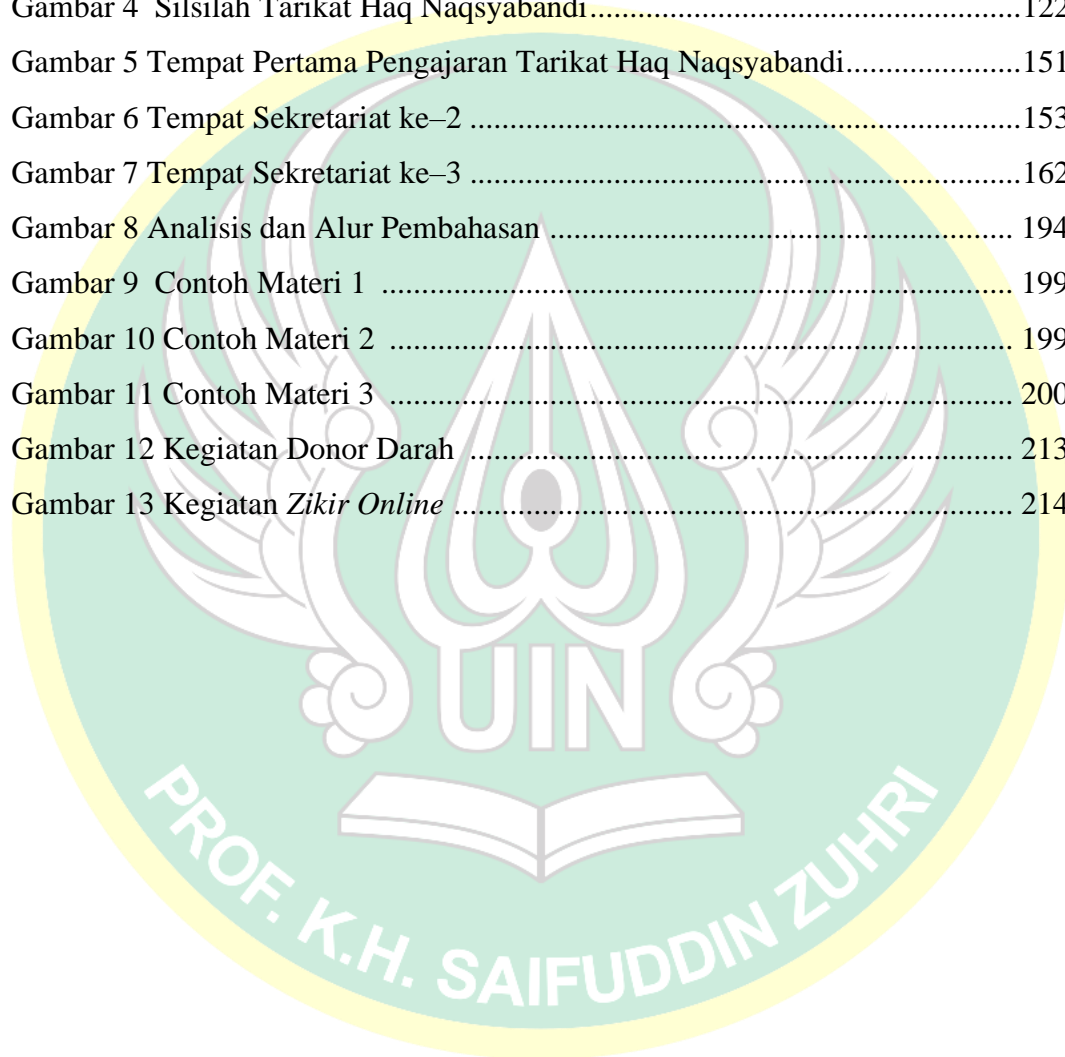 Gambar 4  Silsilah Tarikat Haq Naqsyabandi.....................................................122
Gambar 5 Tempat Pertama Pengajaran Tarikat Haq Naqsyabandi.....................151
Gambar 6 Tempat Sekretariat ke–2 ....................................................................153
Gambar 7 Tempat Sekretariat ke–3 ....................................................................162
Gambar 8 Analisis dan Alur Pembahasan ......................................................... 194
Gambar 9  Contoh Materi 1 .............................................................................. 199
Gambar 10 Contoh Materi 2 ............................................................................. 199
Gambar 11 Contoh Materi 3 ............................................................................. 200
Gambar 12 Kegiatan Donor Darah ................................................................... 213
Gambar 13 Kegiatan Zikir Online ..................................................................... 214
UIN
PROF. K.H. SAIFUDDIN ZUHRI